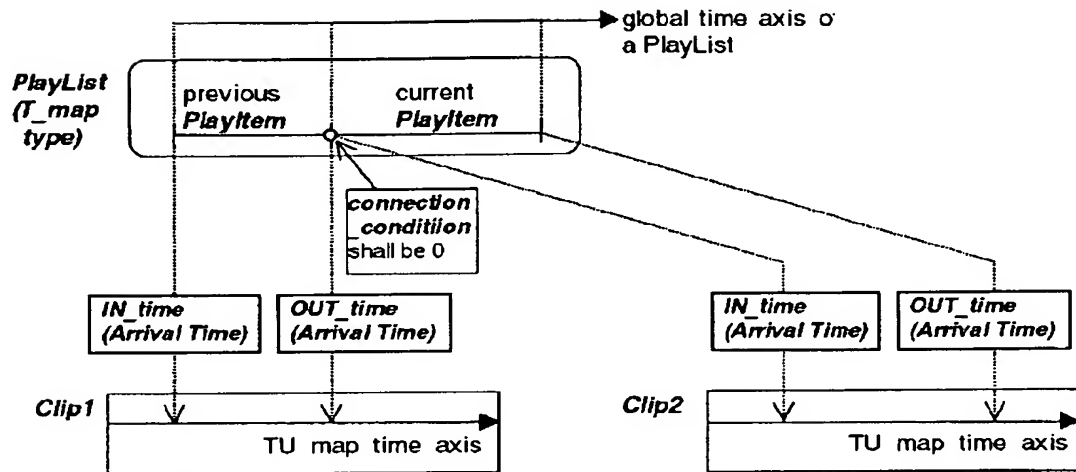 global time axis o
a PlayList
PlayList
(T_map
type)
previous
PlayItem
current
PlayItem
connection
_conditiion
shall be 0
IN_time
(Arrival Time)
OUT_time
(Arrival Time)
IN_time
(Arrival Time)
OUT_time
(Arrival Time)
Clip1
TU map time axis
Clip2
TU map time axis